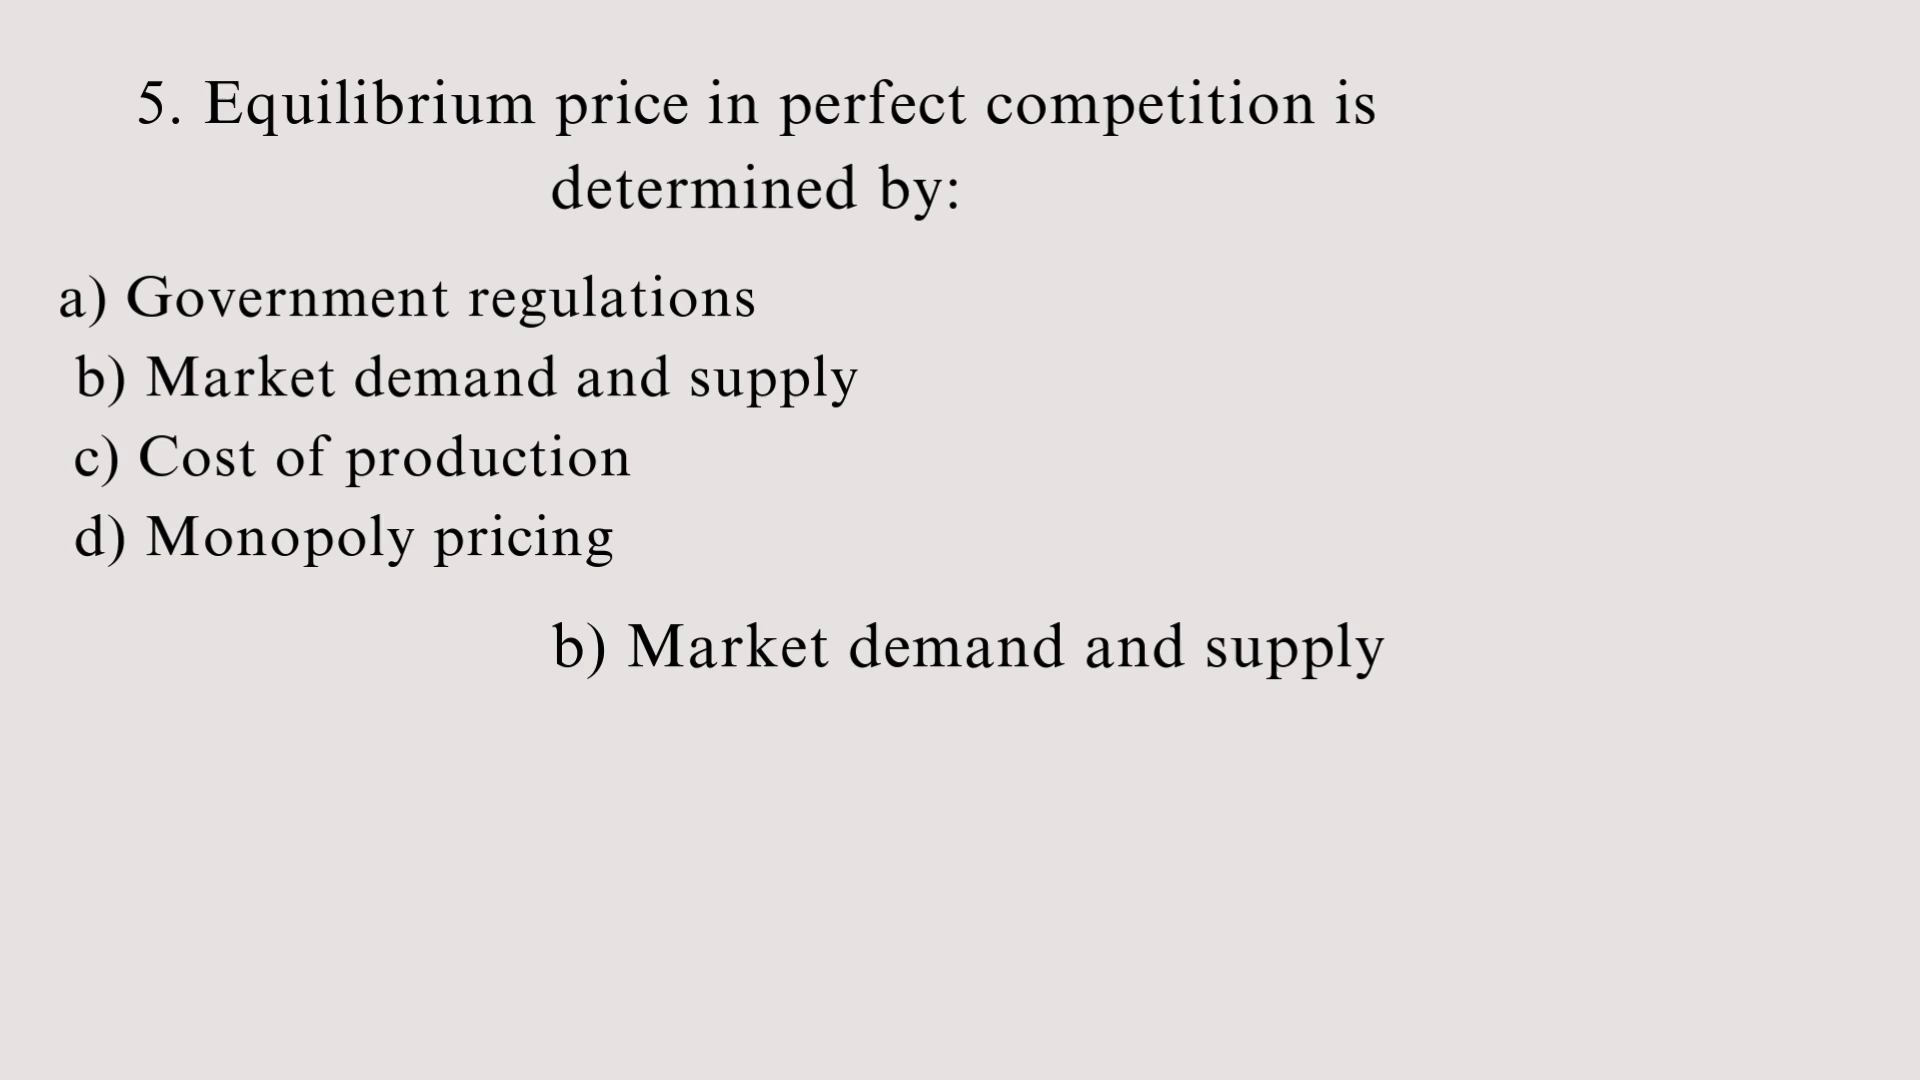 5. Equilibrium price in perfect competition is
determined by:
a) Government regulations
b) Market demand and supply
c) Cost of production
d) Monopoly pricing
b) Market demand and supply